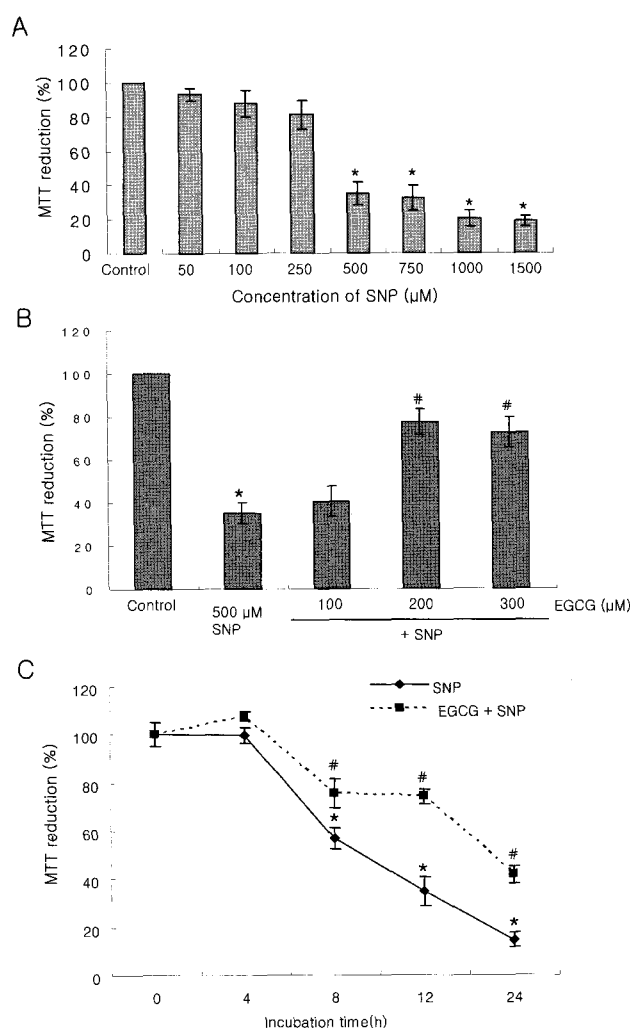 A
120
100
80
60
40
20
0
MTT reduction (%)
* * * *
Control 50 100 250 500 750 1000 1500
Concentration of SNP (μM)
B
120
100
80
60
40
20
0
MTT reduction (%)
* # #
Control 500 μM SNP 100 200 300 EGCG (μM)
+ SNP
C
SNP
EGCG + SNP
120
100
80
60
40
20
0
MTT reduction (%)
# # #
* * *
0 4 8 12 24
Incubation time(h)